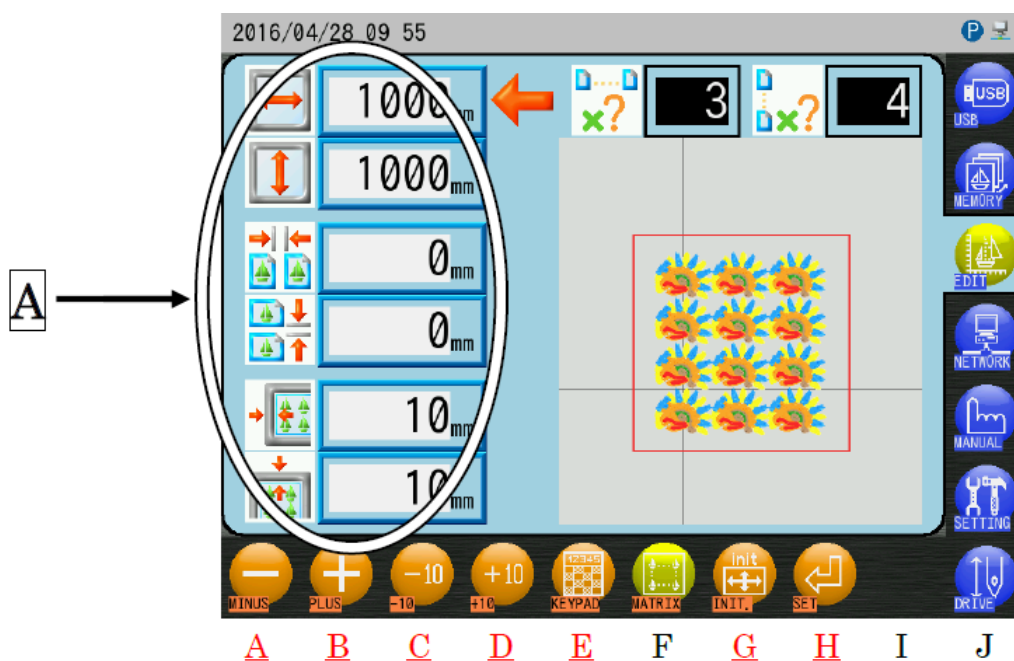 2016/04/28 09 55
P
1000mm
3
4
USB
USB
1000mm
MEMORY
0mm
EDIT
A
0mm
NETWORK
10mm
MANUAL
10mm
SETTING
12345
Init
-10
+10
MINUS
PLUS
-10
+10
KEYPAD
MATRIX
INIT.
SET
DRIVE
A B C D E F G H I J